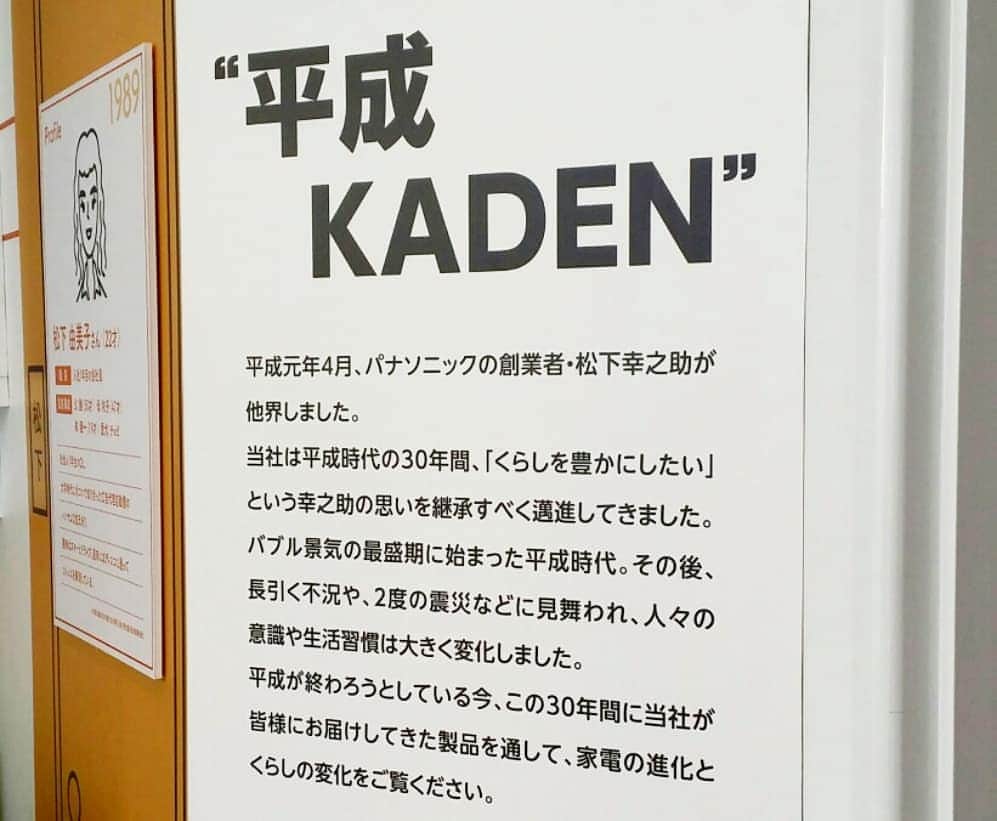 “平成
KADEN”
平成元年4月、パナソニックの創業者・松下幸之助が
他界しました。
当社は平成時代の30年間、「くらしを豊かにしたい」
という幸之助の思いを継承すべく邁進してきました。
バブル景気の最盛期に始まった平成時代。その後、
長引く不況や、2度の震災などに見舞われ、人々の
意識や生活習慣は大きく変化しました。
平成が終わろうとしている今、この30年間に当社が
皆様にお届けしてきた製品を通して、家電の進化と
くらしの変化をご覧ください。
1989
Profile
松下 由美子さん(22才)
松下